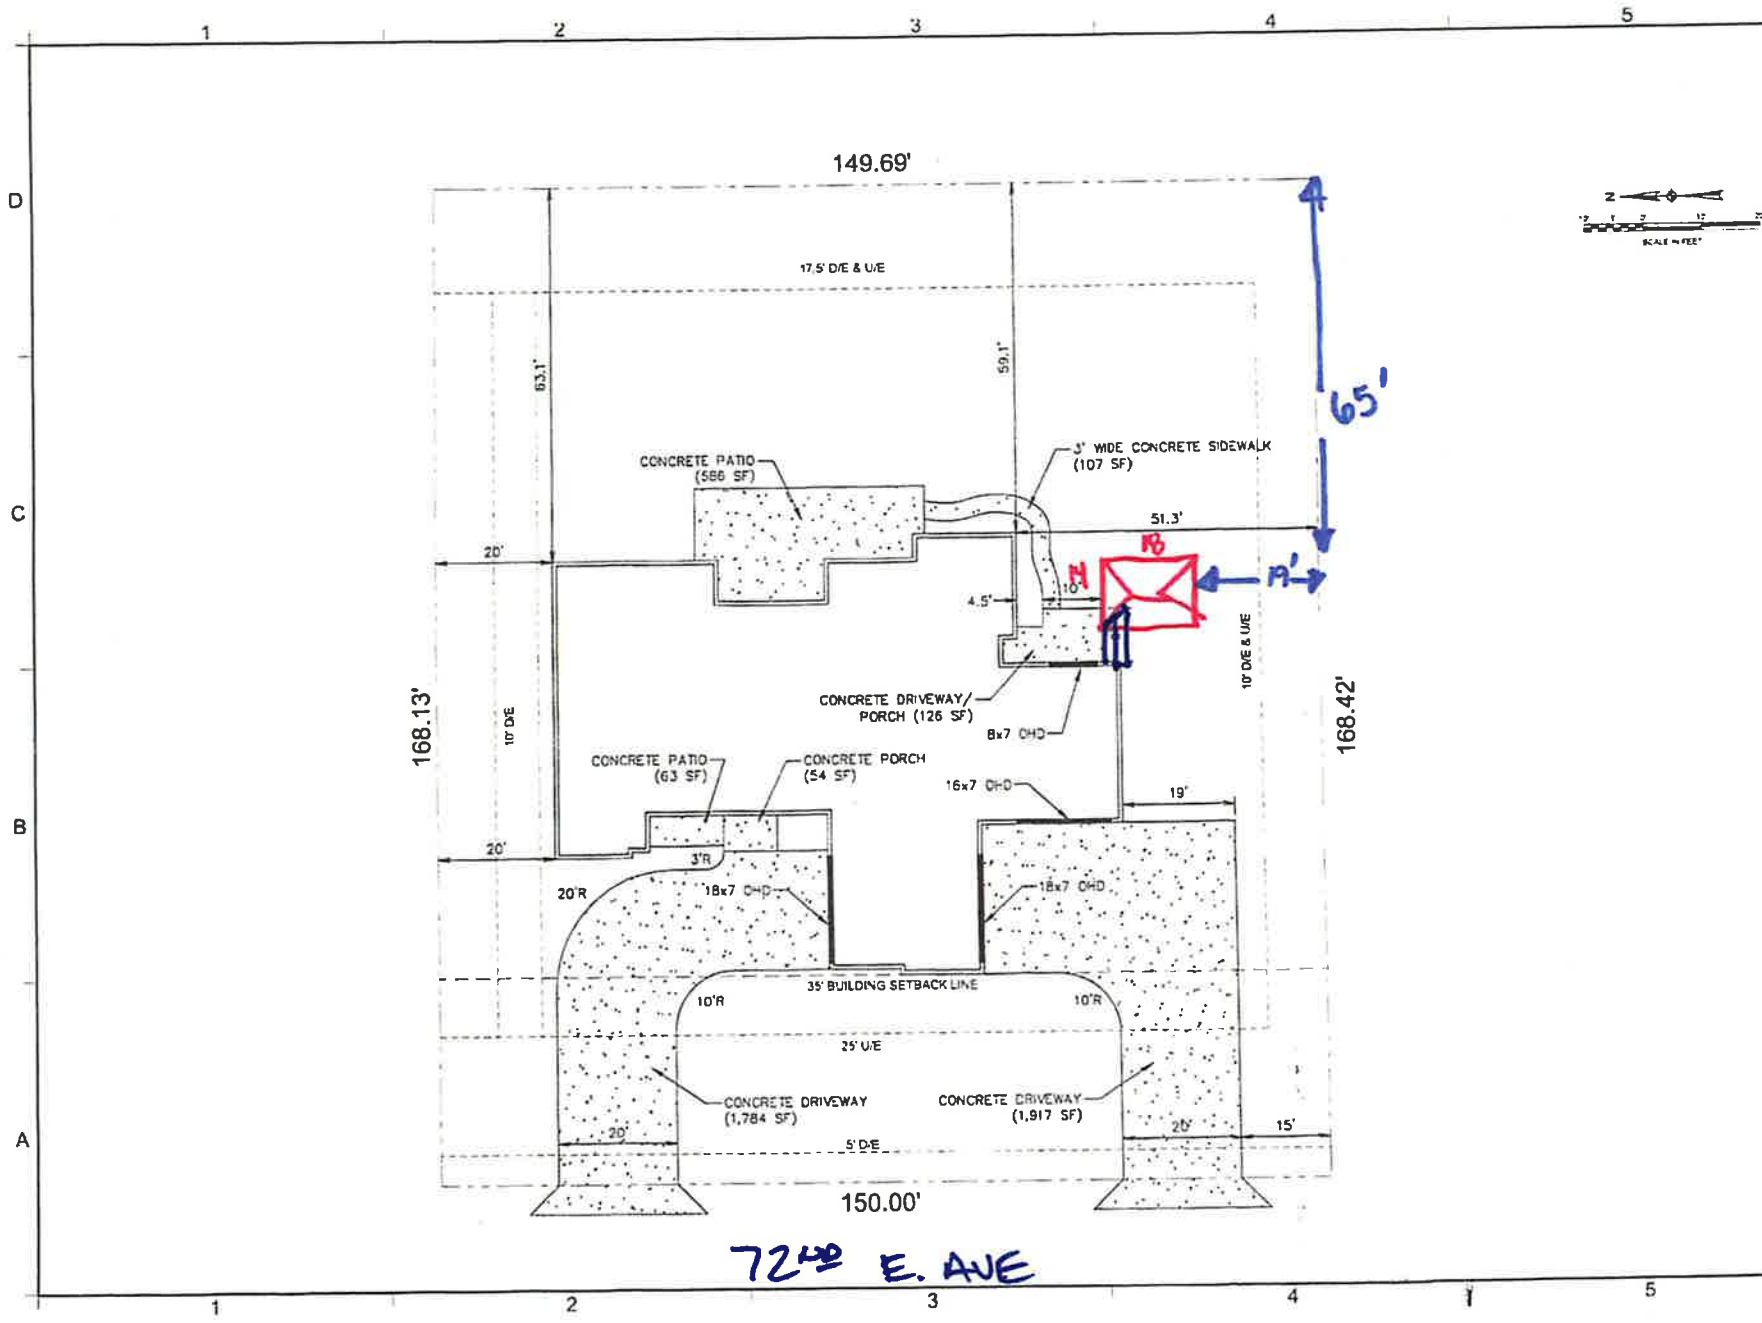 1 2 3 4 5
D
149.69'
N
SCALE IN FEET
17.5' D/E & U/E
63.1'
59.1'
65'
3' WIDE CONCRETE SIDEWALK
(107 SF)
CONCRETE PATIO
(586 SF)
C
51.3'
18
20'
14
10'
19'
4.5'
10' D/E & U/E
168.13'
10' D/E
CONCRETE DRIVEWAY/
PORCH (126 SF)
8x7 OHD
168.42'
CONCRETE PATIO
(63 SF)
CONCRETE PORCH
(54 SF)
16x7 OHD
19'
B
20'
3'R
20'R
18x7 OHD
18x7 OHD
35' BUILDING SETBACK LINE
10'R
10'R
25' U/E
CONCRETE DRIVEWAY
(1,784 SF)
CONCRETE DRIVEWAY
(1,917 SF)
A
20'
5' D/E
20'
15'
150.00'
72ND E. AVE
1 2 3 4 5